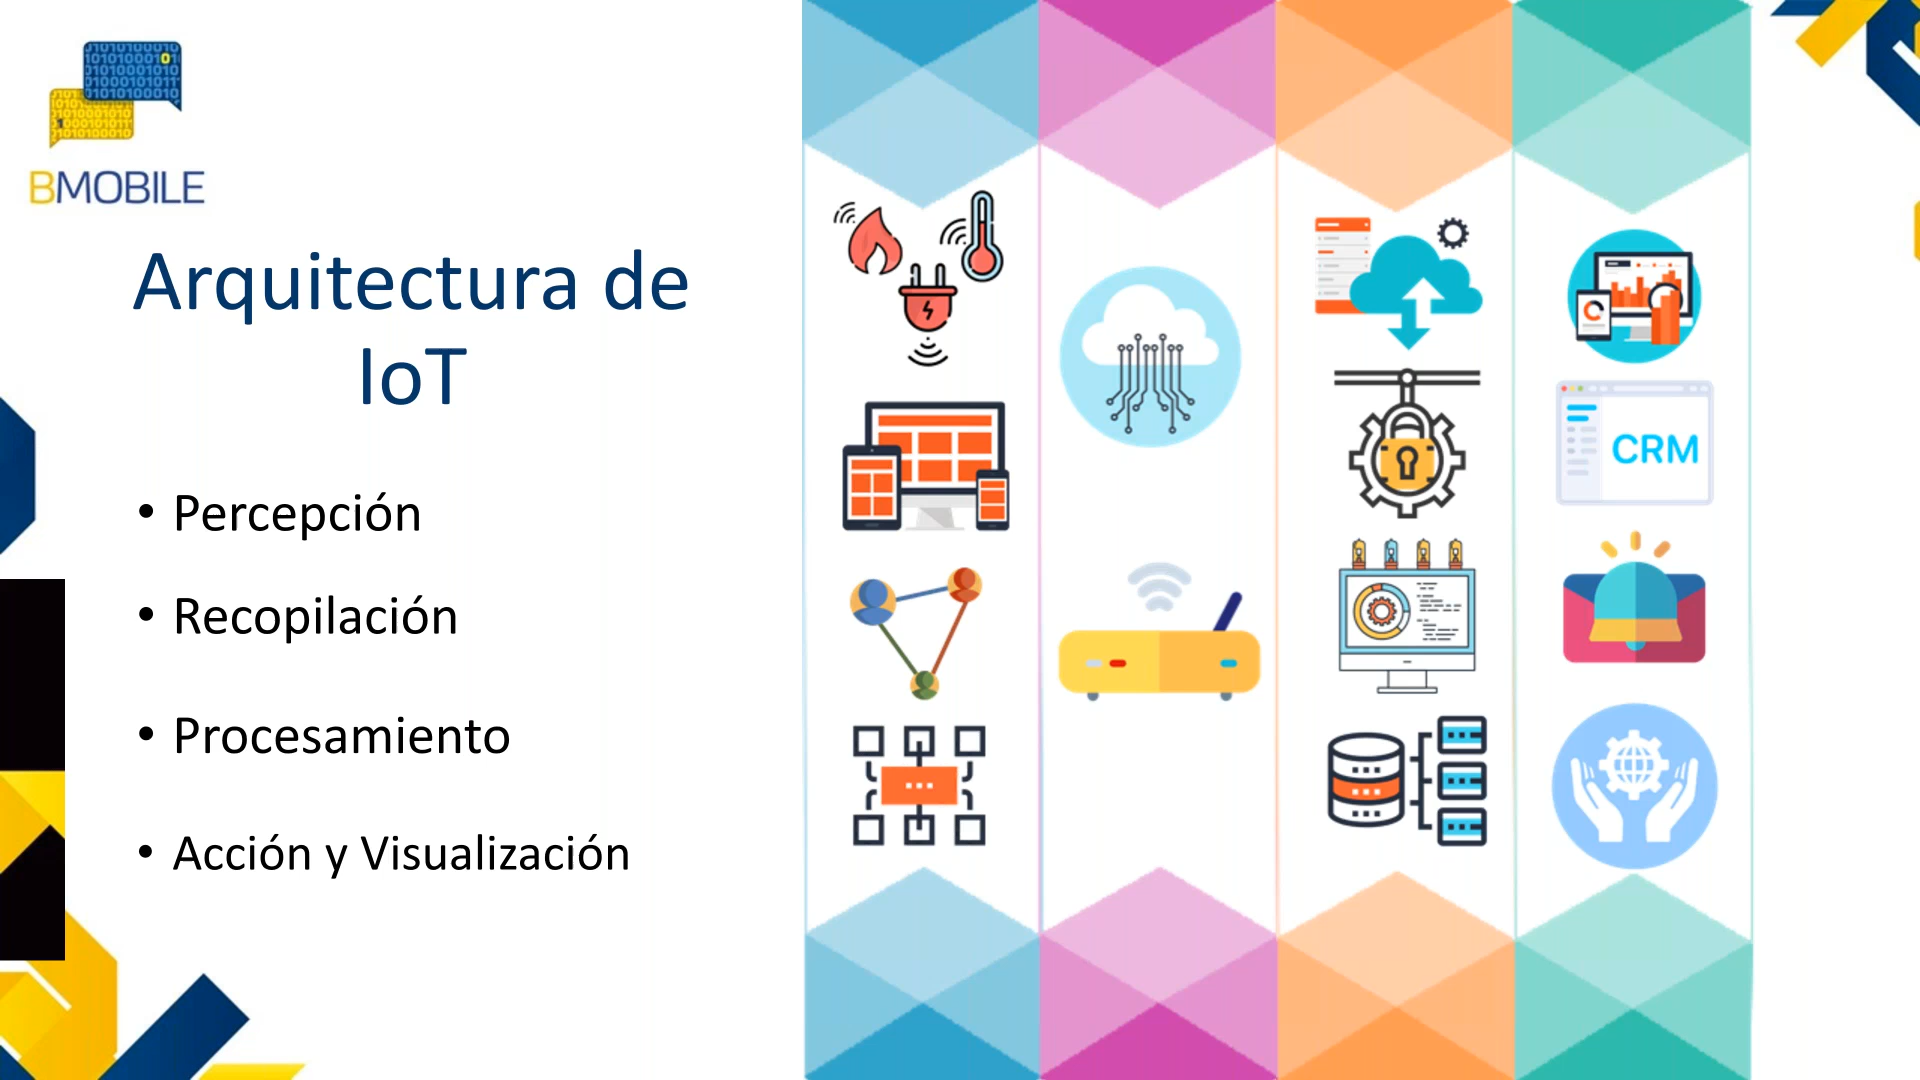 BMOBILE
Arquitectura de
IoT
• Percepción
• Recopilación
• Procesamiento
• Acción y Visualización
CRM